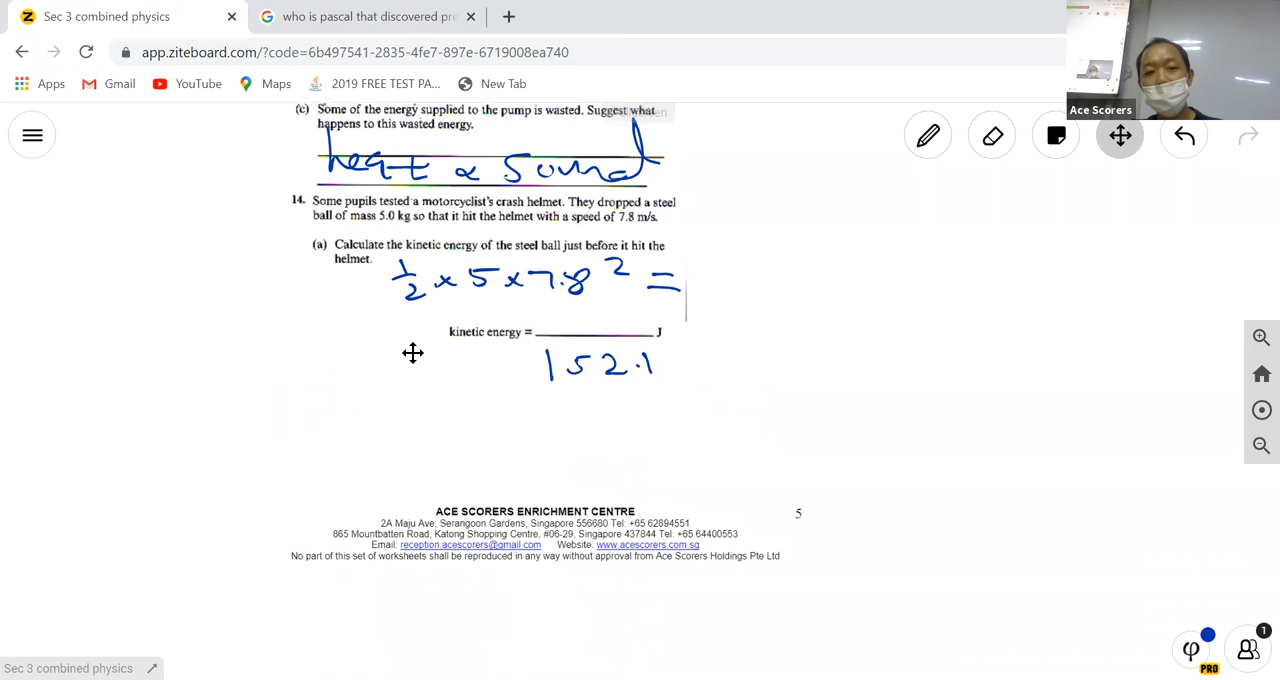 Sec 3 combined physics
who is pascal that discovered pre
app.ziteboard.com/?code=6b497541-2835-4fe7-897e-6719008ea740
Apps Gmail YouTube Maps 2019 FREE TEST PA... New Tab
Ace Scorers
(c) Some of the energy supplied to the pump is wasted. Suggest what
happens to this wasted energy.
heat & sound
14. Some pupils tested a motorcyclist's crash helmet. They dropped a steel
ball of mass 5.0 kg so that it hit the helmet with a speed of 7.8 m/s.
(a) Calculate the kinetic energy of the steel ball just before it hit the
helmet.
1/2 × 5 × 7.8² =
kinetic energy = ____________ J
152.1
ACE SCORERS ENRICHMENT CENTRE
2A Maju Ave, Serangoon Gardens, Singapore 556680 Tel: +65 62894551
865 Mountbatten Road, Katong Shopping Centre, #06-29, Singapore 437844 Tel: +65 64400553
Email: reception.acescorers@gmail.com Website: www.acescorers.com.sg
No part of this set of worksheets shall be reproduced in any way without approval from Ace Scorers Holdings Pte Ltd
5
Sec 3 combined physics
φ PRO
1